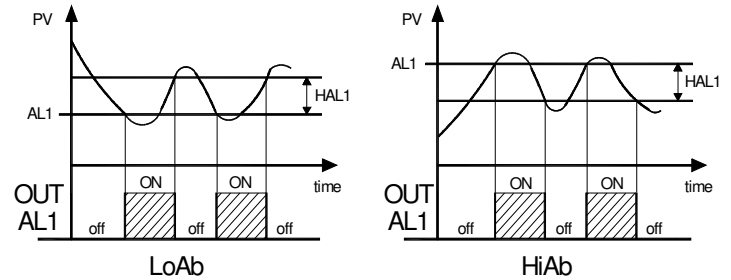 PV
HAL1
AL1
time
ON ON
OUT
AL1
off off off
LoAb
PV
AL1
HAL1
time
ON ON
OUT
AL1
off off off
HiAb